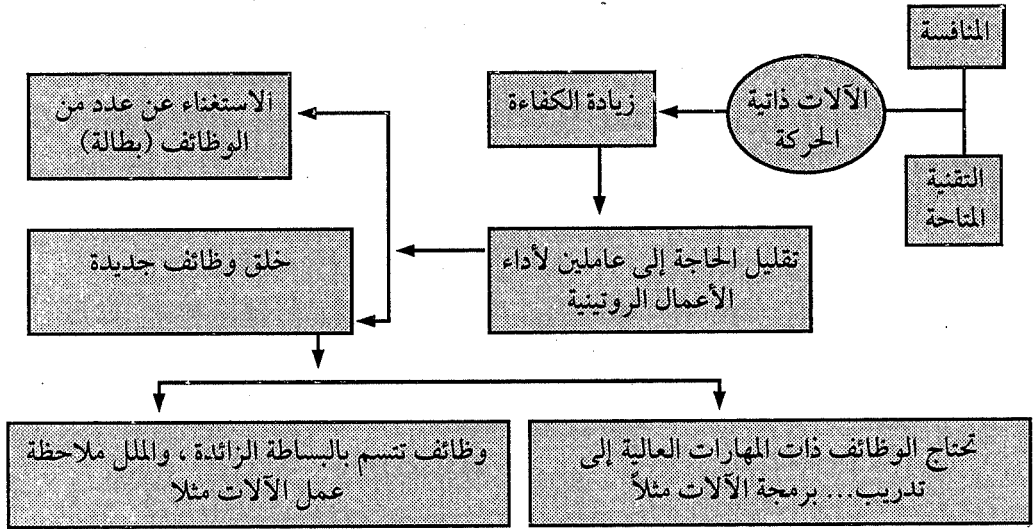 المنافسة
الآلات ذاتية
الحركة
التقنية
المتاحة
زيادة الكفاءة
الاستغناء عن عدد من
الوظائف (بطالة)
تقليل الحاجة إلى عاملين لأداء
الأعمال الروتينية
خلق وظائف جديدة
تحتاج الوظائف ذات المهارات العالية إلى
تدريب... برمجة الآلات مثلاً
وظائف تتسم بالبساطة الزائدة، والملل ملاحظة
عمل الآلات مثلا